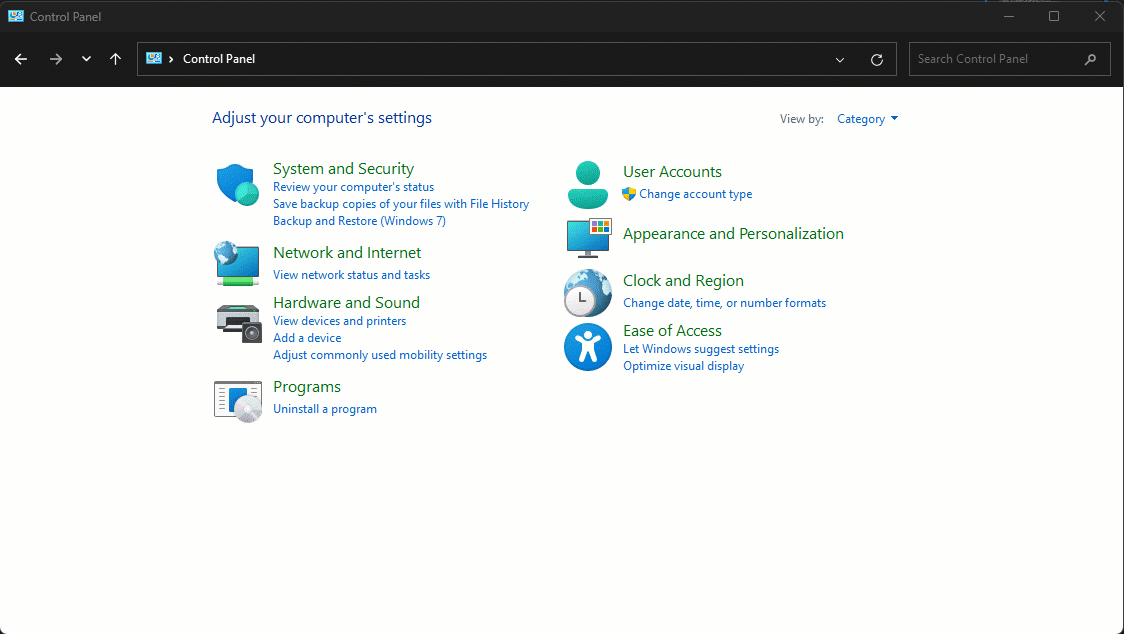 Control Panel
Control Panel
Search Control Panel
Adjust your computer's settings
View by: Category
System and Security
Review your computer's status
Save backup copies of your files with File History
Backup and Restore (Windows 7)
Network and Internet
View network status and tasks
Hardware and Sound
View devices and printers
Add a device
Adjust commonly used mobility settings
Programs
Uninstall a program
User Accounts
Change account type
Appearance and Personalization
Clock and Region
Change date, time, or number formats
Ease of Access
Let Windows suggest settings
Optimize visual display